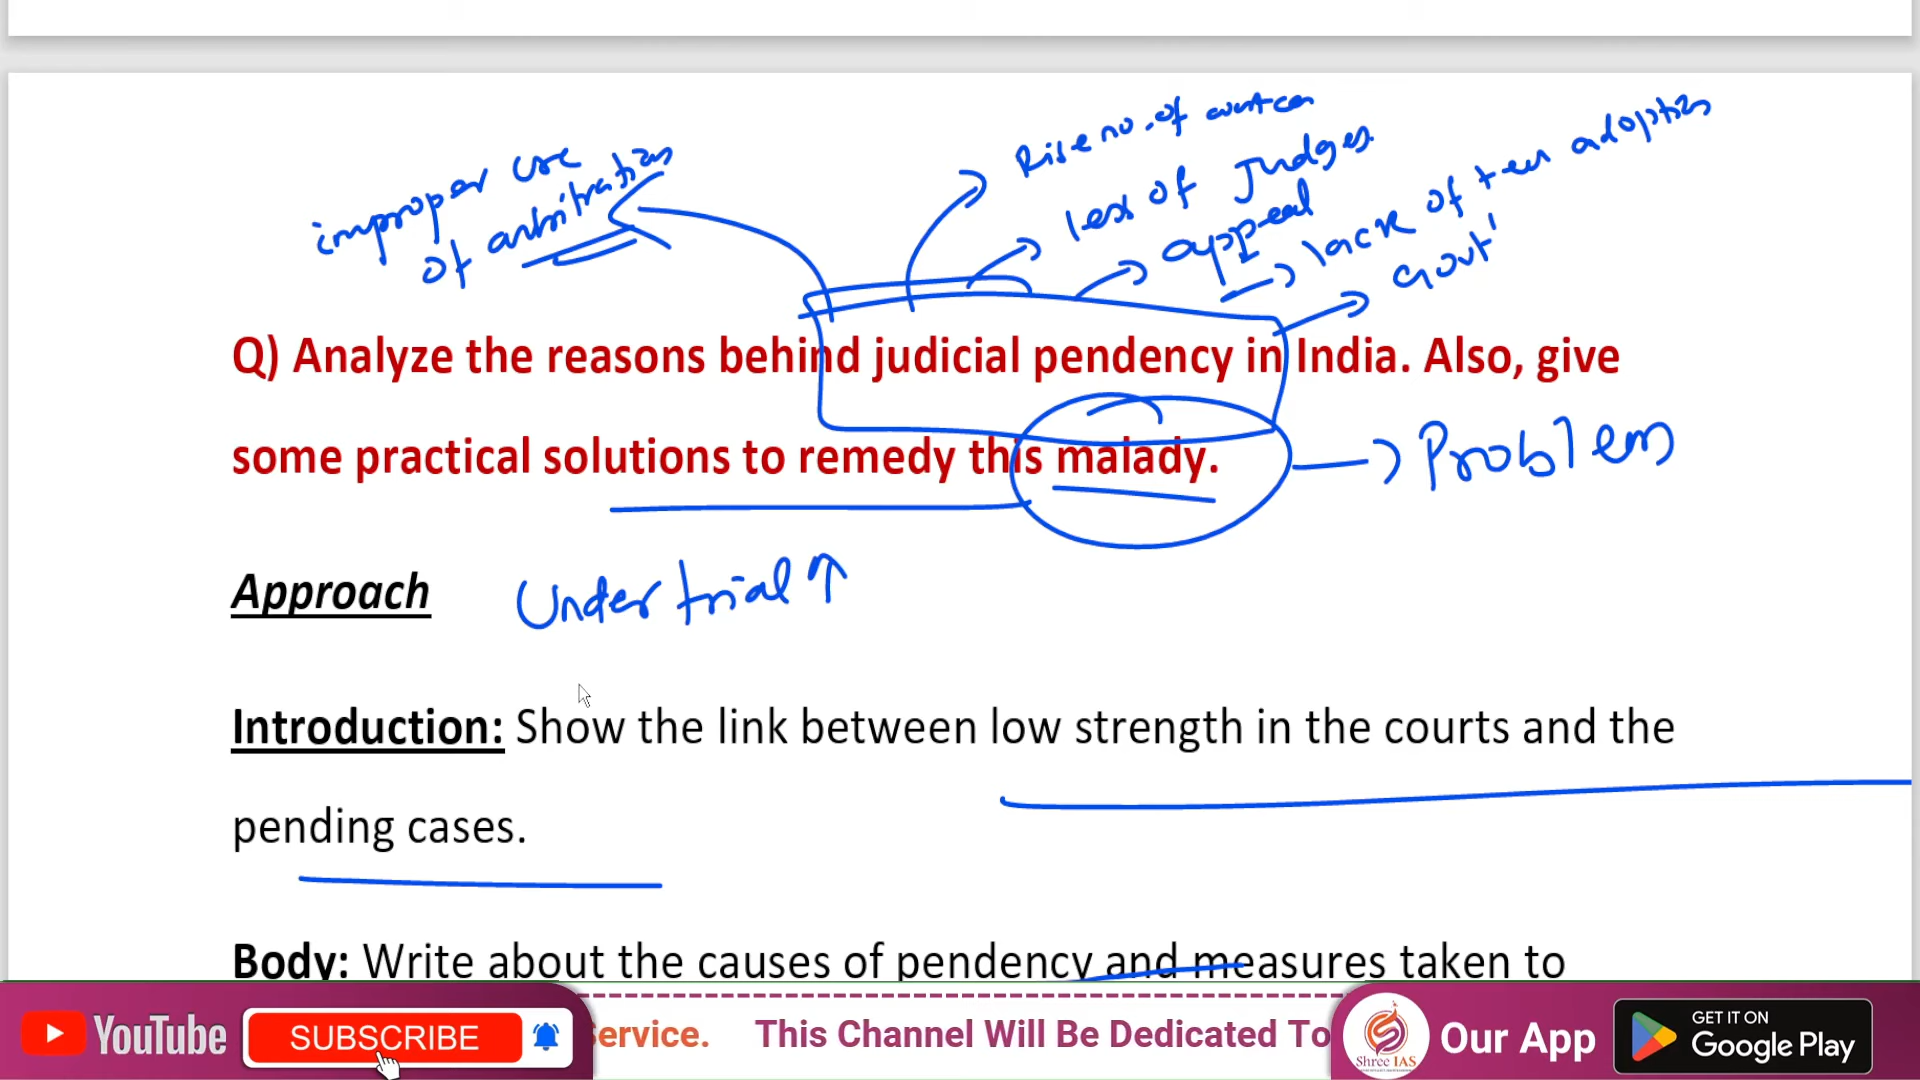 improper use
of arbitration
Rise no. of
less of Judges
appeal
lack of tech adoption
Govt'
Q) Analyze the reasons behind judicial pendency in India. Also, give
some practical solutions to remedy this malady.
Problem
Approach
Under trial ↑
Introduction: Show the link between low strength in the courts and the
pending cases.
Body: Write about the causes of pendency and measures taken to
YouTube
SUBSCRIBE
Service. This Channel Will Be Dedicated To
Shree IAS
Our App
GET IT ON
Google Play